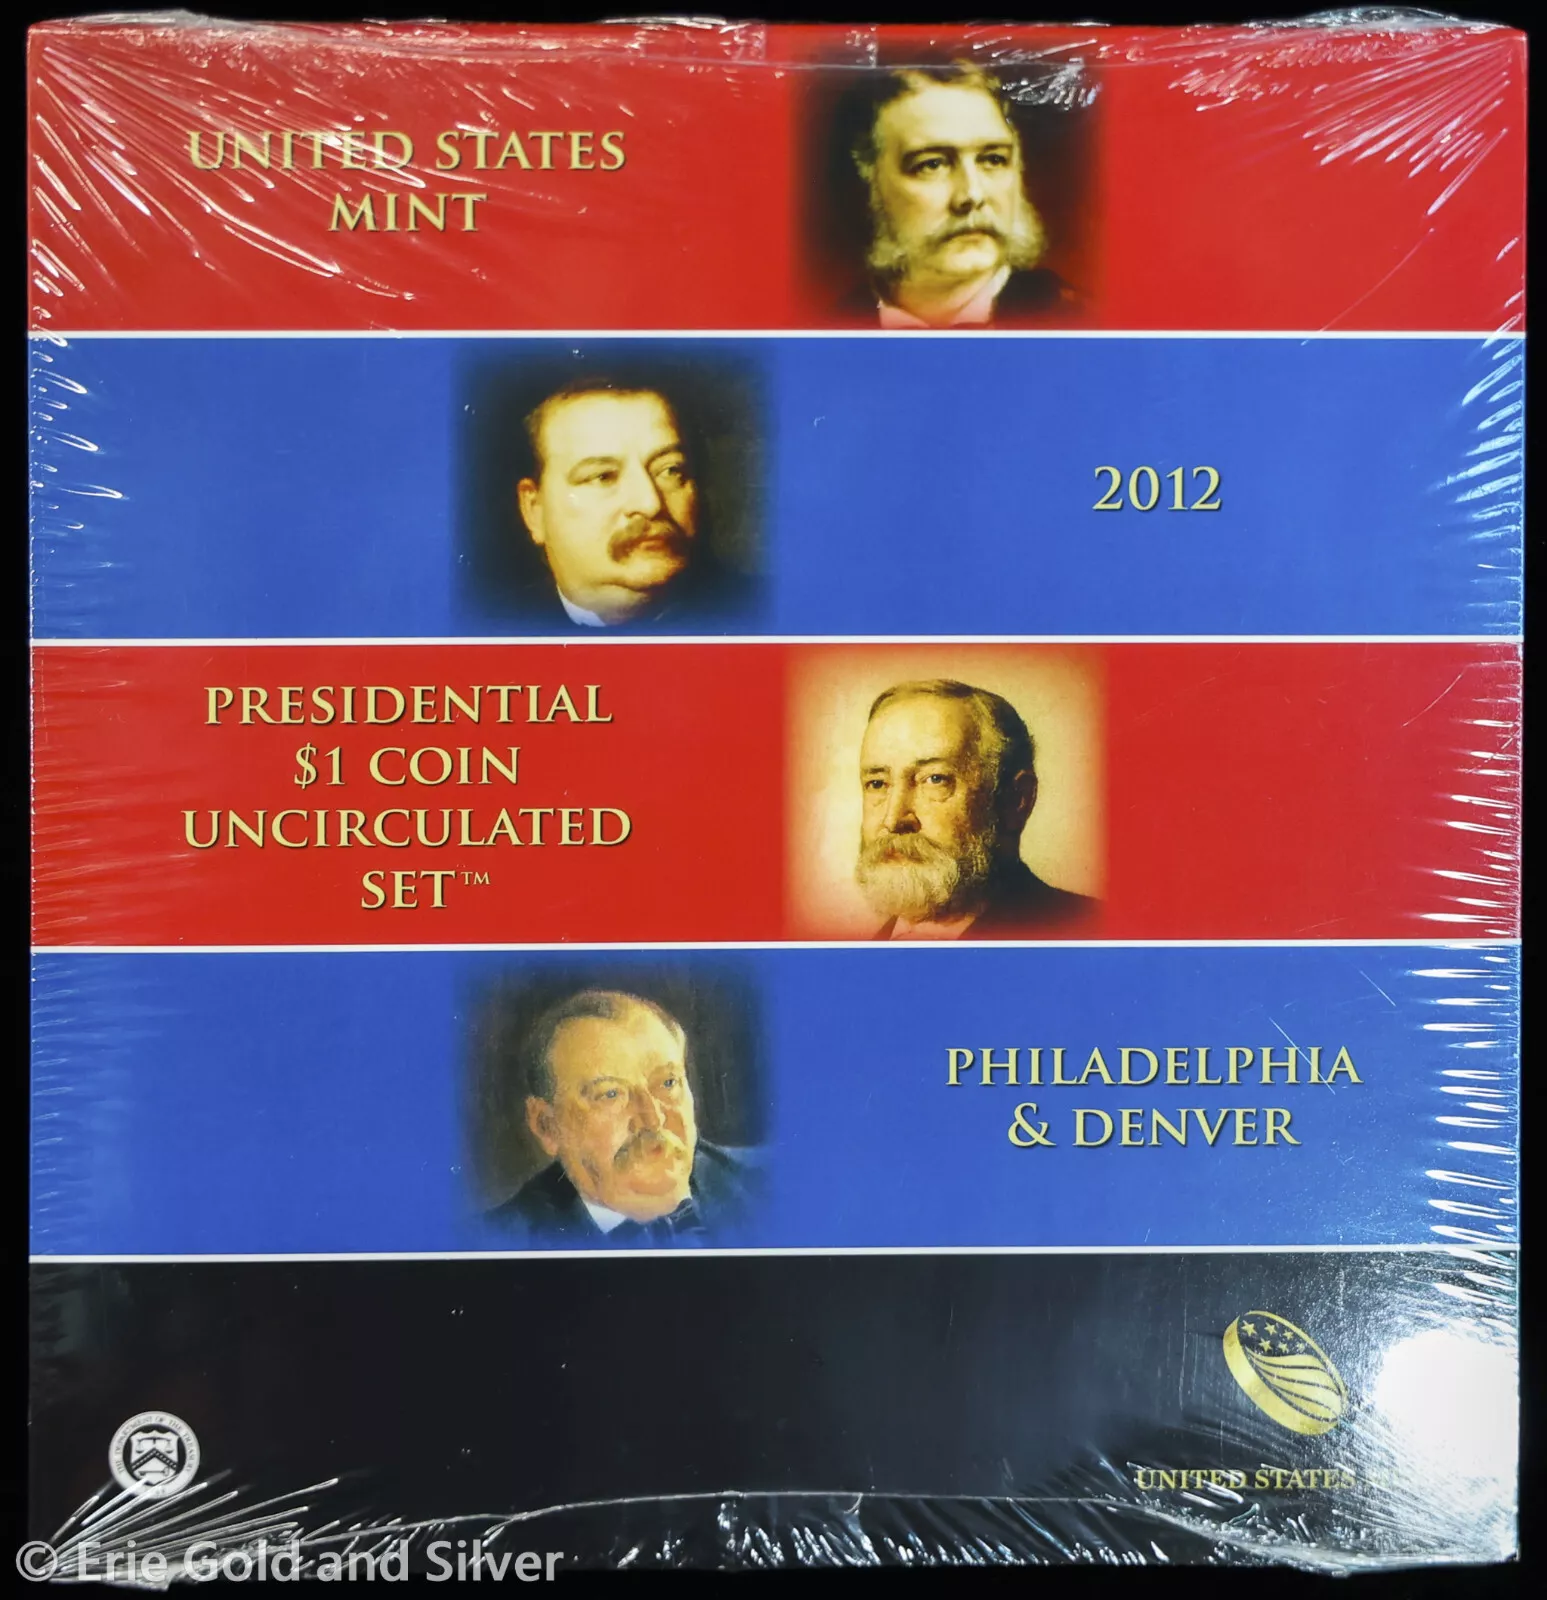 UNITED STATES
MINT
2012
PRESIDENTIAL
$1 COIN
UNCIRCULATED
SET™
PHILADELPHIA
& DENVER
UNITED STATES
© Erie Gold and Silver